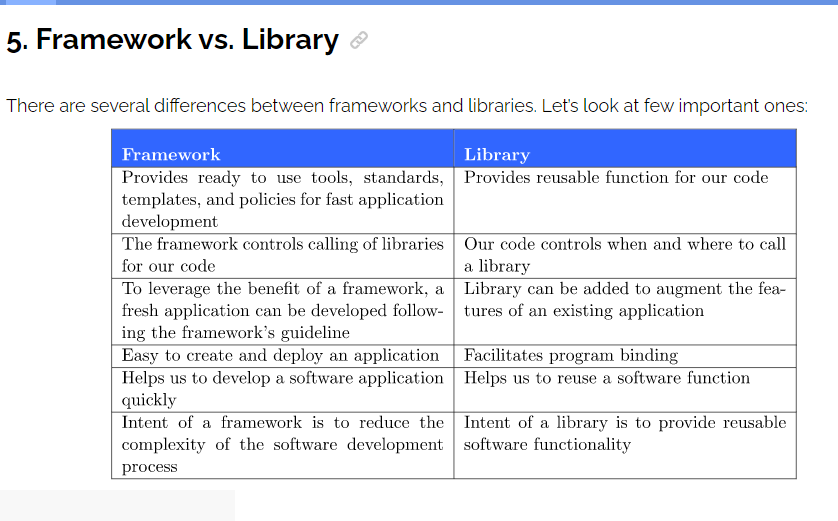 5. Framework vs. Library
There are several differences between frameworks and libraries. Let's look at few important ones:
Framework
Library
Provides ready to use tools, standards,
templates, and policies for fast application
development
Provides reusable function for our code
The framework controls calling of libraries
for our code
Our code controls when and where to call
a library
To leverage the benefit of a framework, a
fresh application can be developed follow-
ing the framework's guideline
Library can be added to augment the fea-
tures of an existing application
Easy to create and deploy an application
Facilitates program binding
Helps us to develop a software application
quickly
Helps us to reuse a software function
Intent of a framework is to reduce the
complexity of the software development
process
Intent of a library is to provide reusable
software functionality